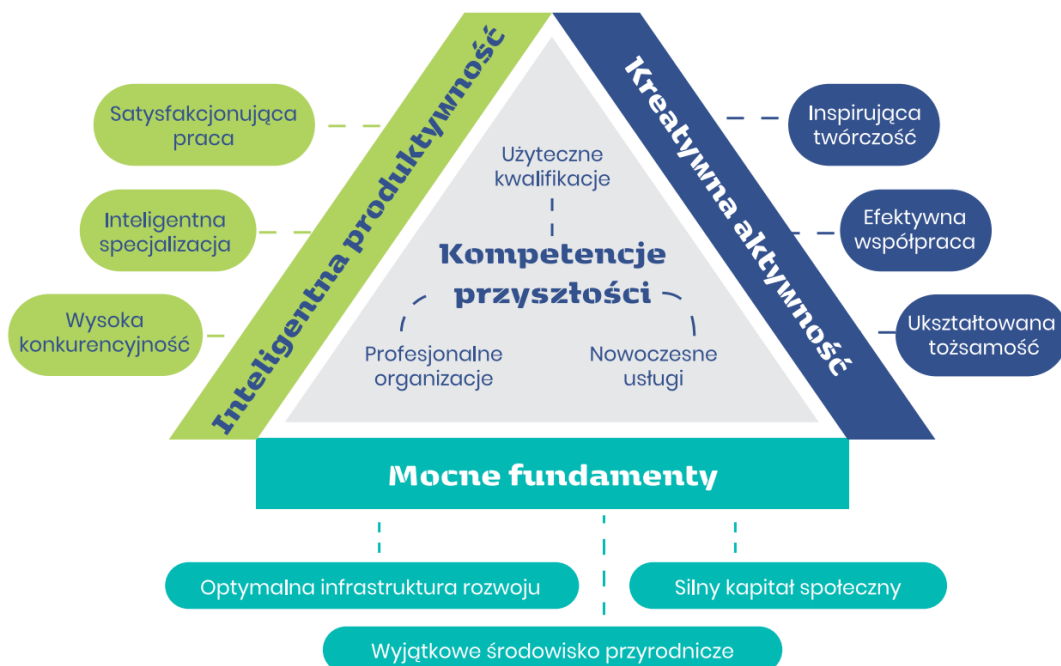 Inteligentna produktywność
Satysfakcjonująca
praca
Inteligentna
specjalizacja
Wysoka
konkurencyjność
Kreatywna aktywność
Inspirująca
twórczość
Efektywna
współpraca
Ukształtowana
tożsamość
Użyteczne
kwalifikacje
Kompetencje
przyszłości
Profesjonalne
organizacje
Nowoczesne
usługi
Mocne fundamenty
Optymalna infrastruktura rozwoju
Silny kapitał społeczny
Wyjątkowe środowisko przyrodnicze